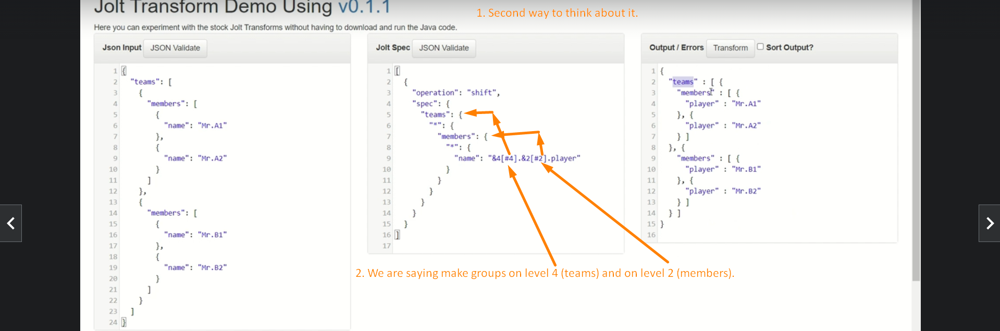 Jolt Transform Demo Using v0.1.1
1. Second way to think about it.
Here you can experiment with the stock Jolt Transforms without having to download and run the Java code.
Json Input JSON Validate
1 {
2 "teams": [
3 {
4 "members": [
5 {
6 "name": "Mr.A1"
7 },
8 {
9 "name": "Mr.A2"
10 }
11 ]
12 },
13 {
14 "members": [
15 {
16 "name": "Mr.B1"
17 },
18 {
19 "name": "Mr.B2"
20 }
21 ]
22 }
23 ]
24 }
Jolt Spec JSON Validate
1 [
2 {
3 "operation": "shift",
4 "spec": {
5 "teams": {
6 "*": {
7 "members": {
8 "*": {
9 "name": "&4[#4].&2[#2].player"
10 }
11 }
12 }
13 }
14 }
15 }
16 ]
17
Output / Errors Transform Sort Output?
1 {
2 "teams" : [ {
3 "members" : [ {
4 "player" : "Mr.A1"
5 }, {
6 "player" : "Mr.A2"
7 } ]
8 }, {
9 "members" : [ {
10 "player" : "Mr.B1"
11 }, {
12 "player" : "Mr.B2"
13 } ]
14 } ]
15 }
16
2. We are saying make groups on level 4 (teams) and on level 2 (members).